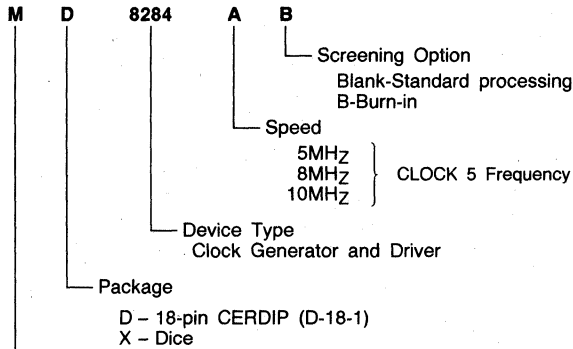 M D 8284 A B
Screening Option
Blank-Standard processing
B-Burn-in
Speed
5MHZ
8MHZ
10MHZ
CLOCK 5 Frequency
Device Type
Clock Generator and Driver
Package
D – 18-pin CERDIP (D-18-1)
X – Dice